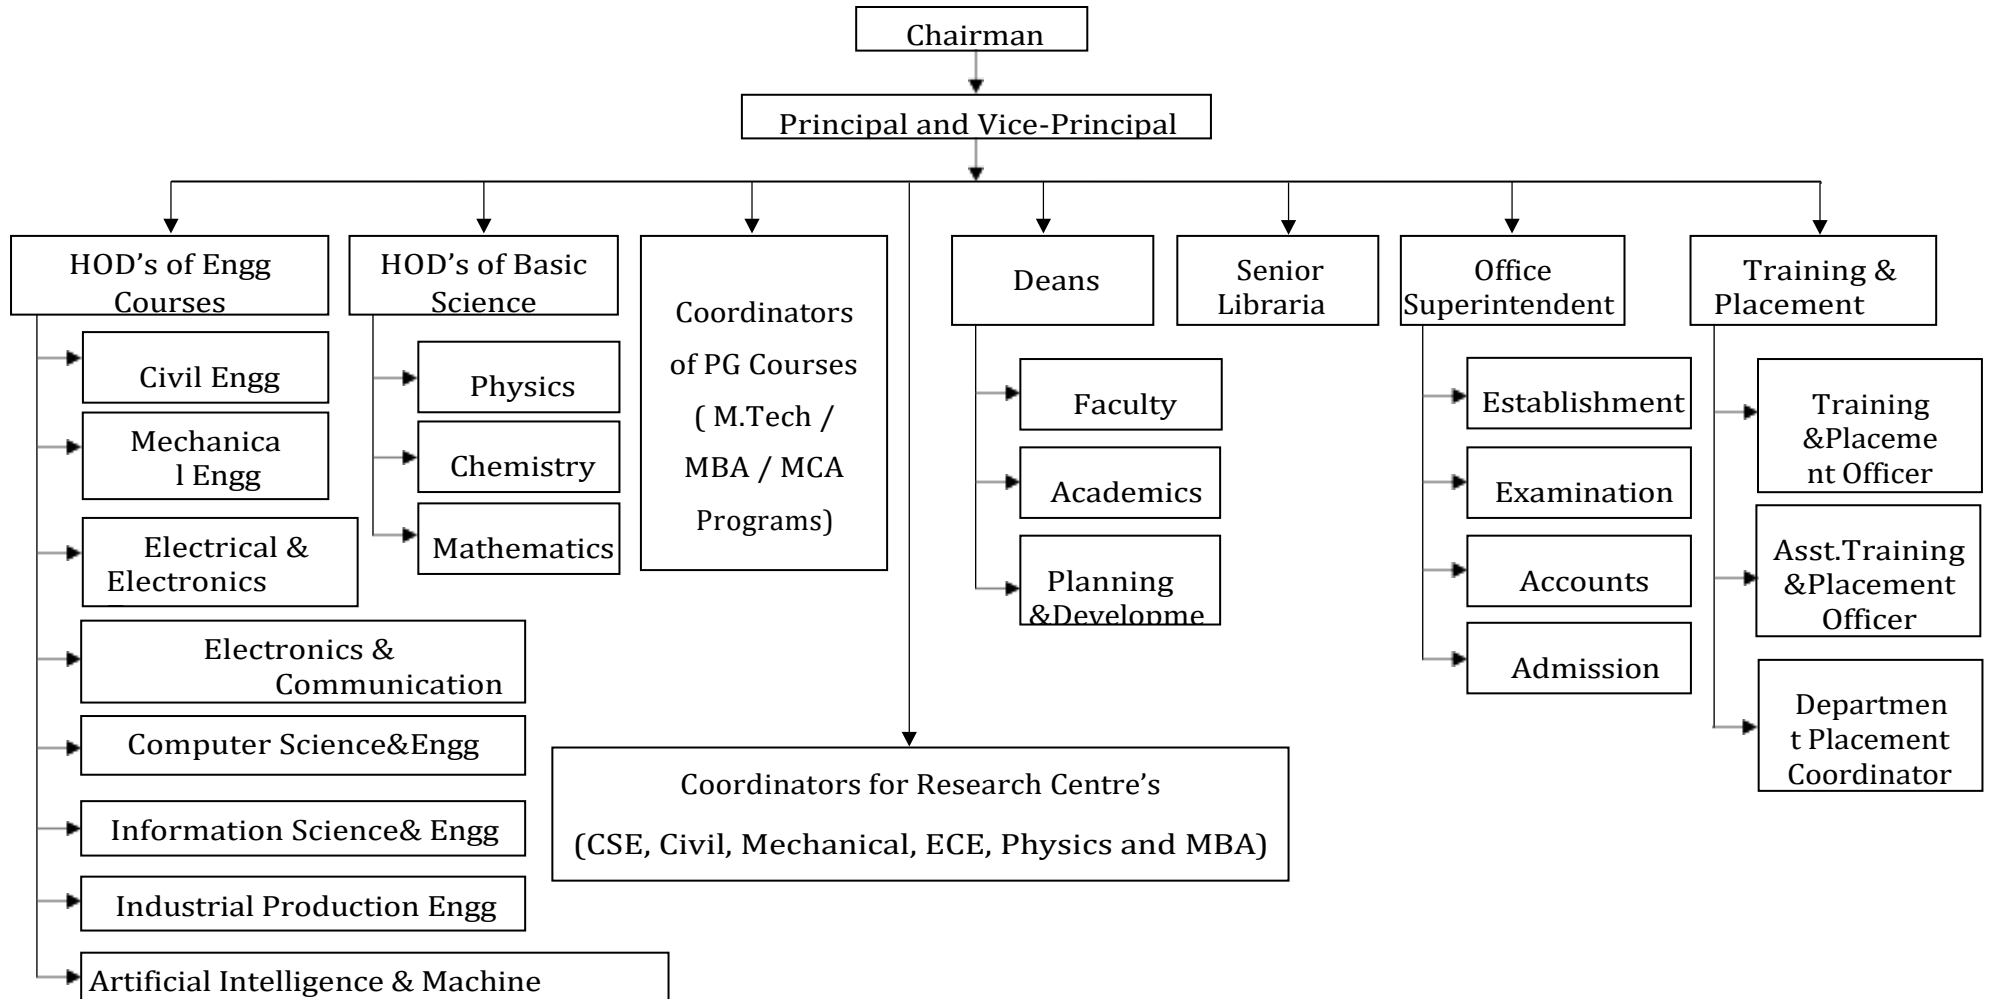 Chairman
Principal and Vice-Principal
HOD’s of Engg
Courses
HOD’s of Basic
Science
Coordinators
of PG Courses
( M.Tech /
MBA / MCA
Programs)
Deans
Senior
Libraria
Office
Superintendent
Training &
Placement
Civil Engg
Mechanica
l Engg
Electrical &
Electronics
Electronics &
Communication
Computer Science&Engg
Information Science& Engg
Industrial Production Engg
Artificial Intelligence & Machine
Physics
Chemistry
Mathematics
Coordinators for Research Centre’s
(CSE, Civil, Mechanical, ECE, Physics and MBA)
Faculty
Academics
Planning
&Developme
Establishment
Examination
Accounts
Admission
Training
&Placeme
nt Officer
Asst.Training
&Placement
Officer
Departmen
t Placement
Coordinator